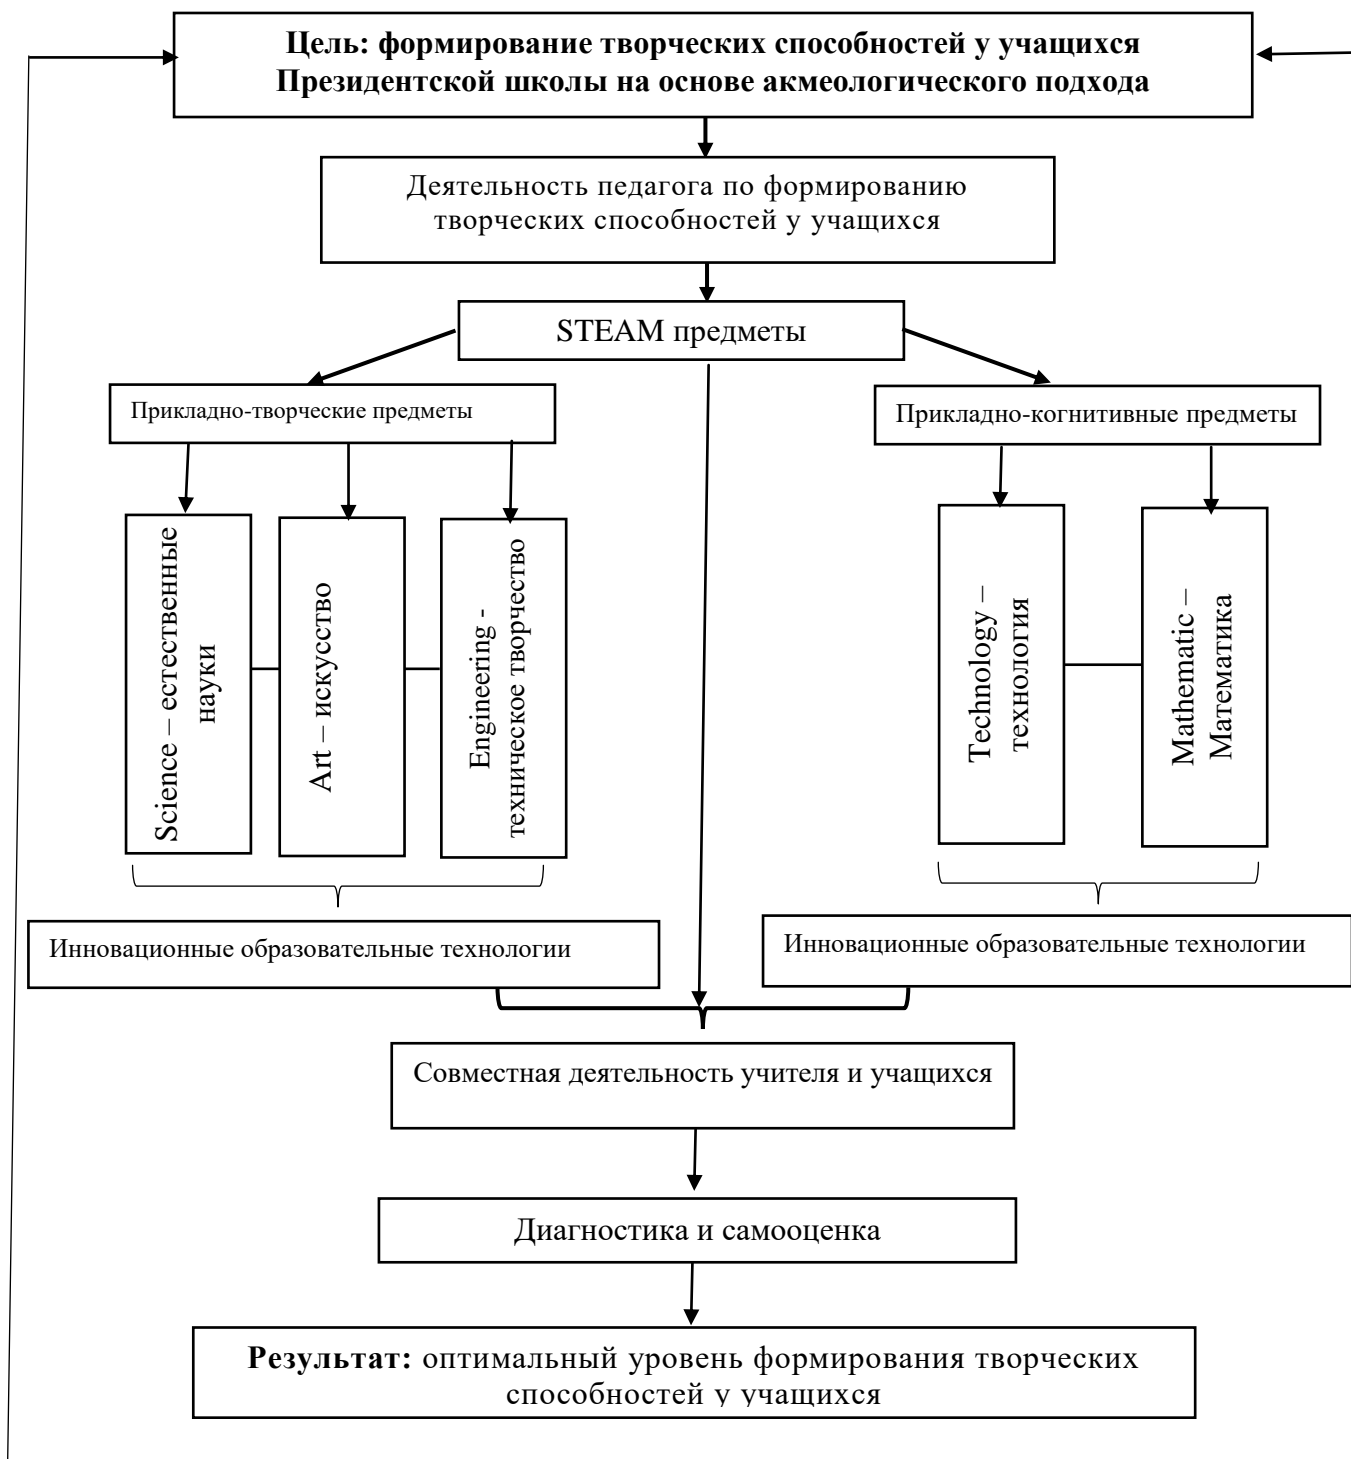 Цель: формирование творческих способностей у учащихся
Президентской школы на основе акмеологического подхода
Деятельность педагога по формированию
творческих способностей у учащихся
STEAM предметы
Прикладно-творческие предметы
Прикладно-когнитивные предметы
Science – естественные
науки
Art – искусство
Engineering -
техническое творчество
Technology –
технология
Mathematic –
Математика
Инновационные образовательные технологии
Инновационные образовательные технологии
Совместная деятельность учителя и учащихся
Диагностика и самооценка
Результат: оптимальный уровень формирования творческих
способностей у учащихся